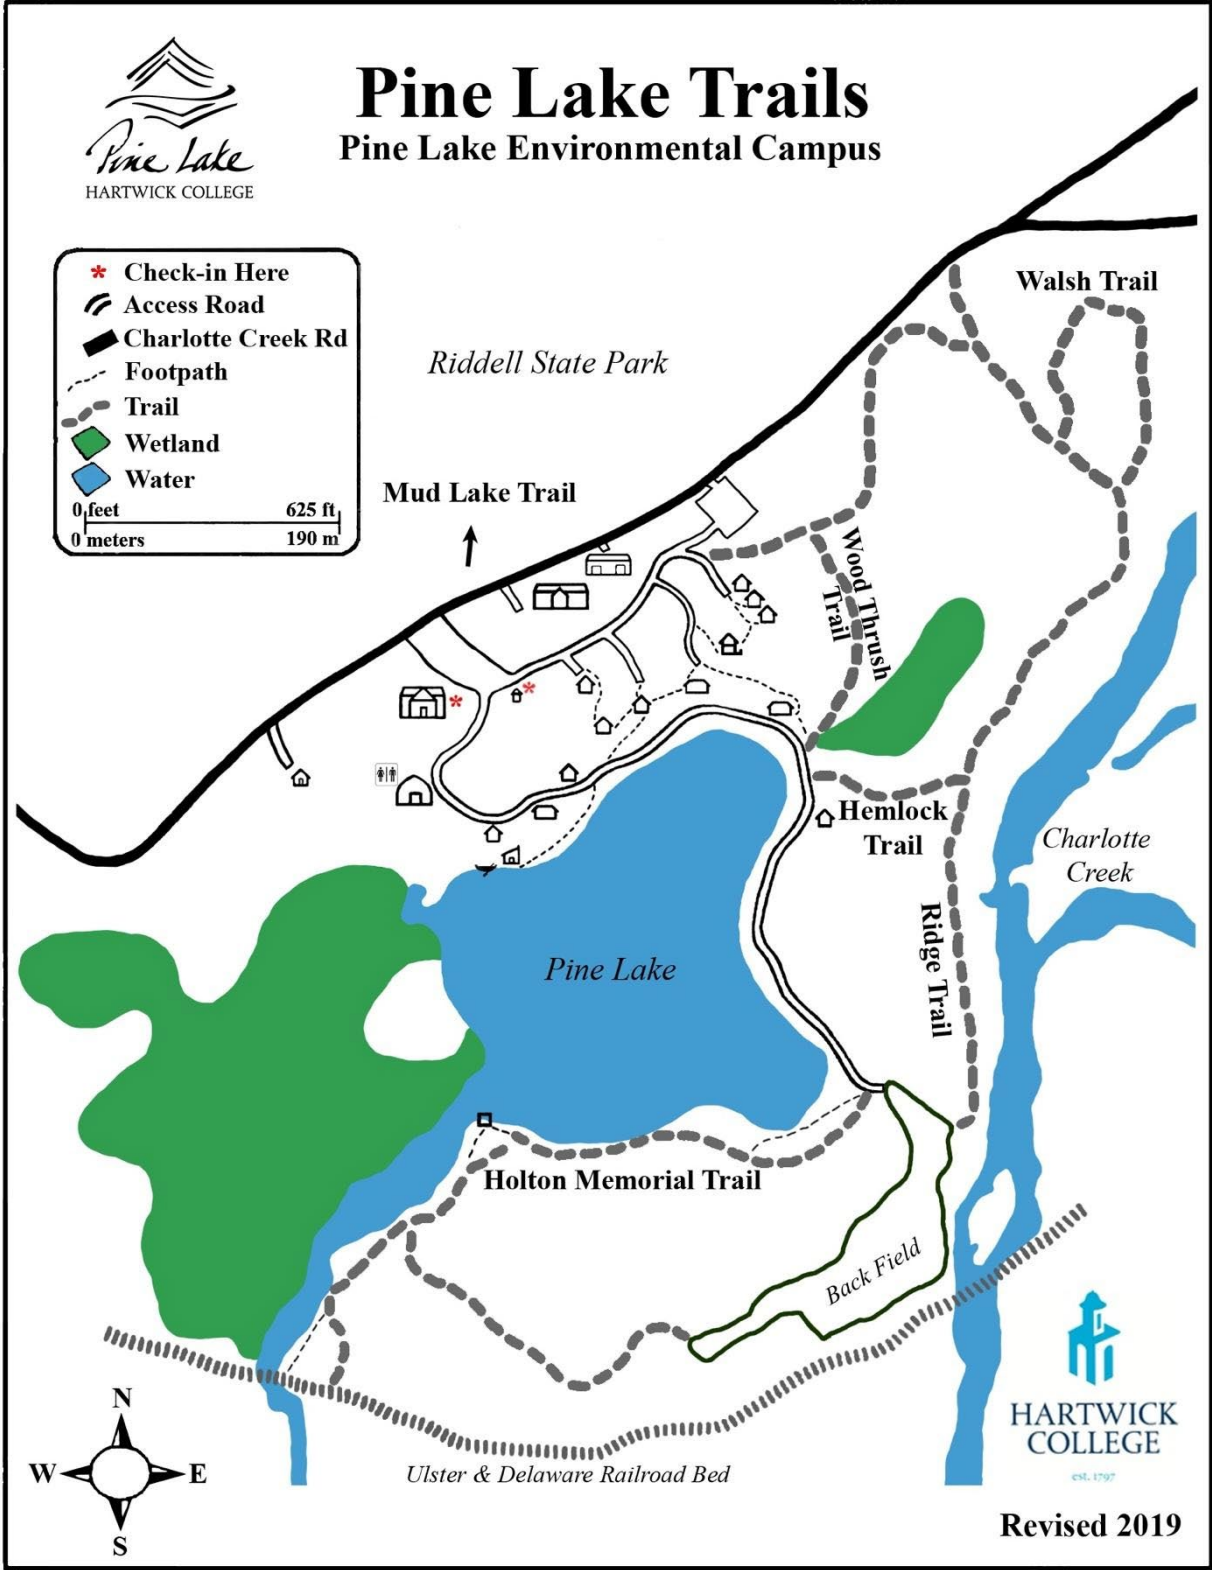 Pine Lake
HARTWICK COLLEGE
Pine Lake Trails
Pine Lake Environmental Campus
* Check-in Here
Access Road
Charlotte Creek Rd
Footpath
Trail
Wetland
Water
0 feet 625 ft
0 meters 190 m
Riddell State Park
Walsh Trail
Mud Lake Trail
Wood Thrush
Trail
Hemlock
Trail
Charlotte
Creek
Ridge Trail
Pine Lake
Holton Memorial Trail
Back Field
Ulster & Delaware Railroad Bed
N
W E
S
HARTWICK
COLLEGE
est. 1797
Revised 2019